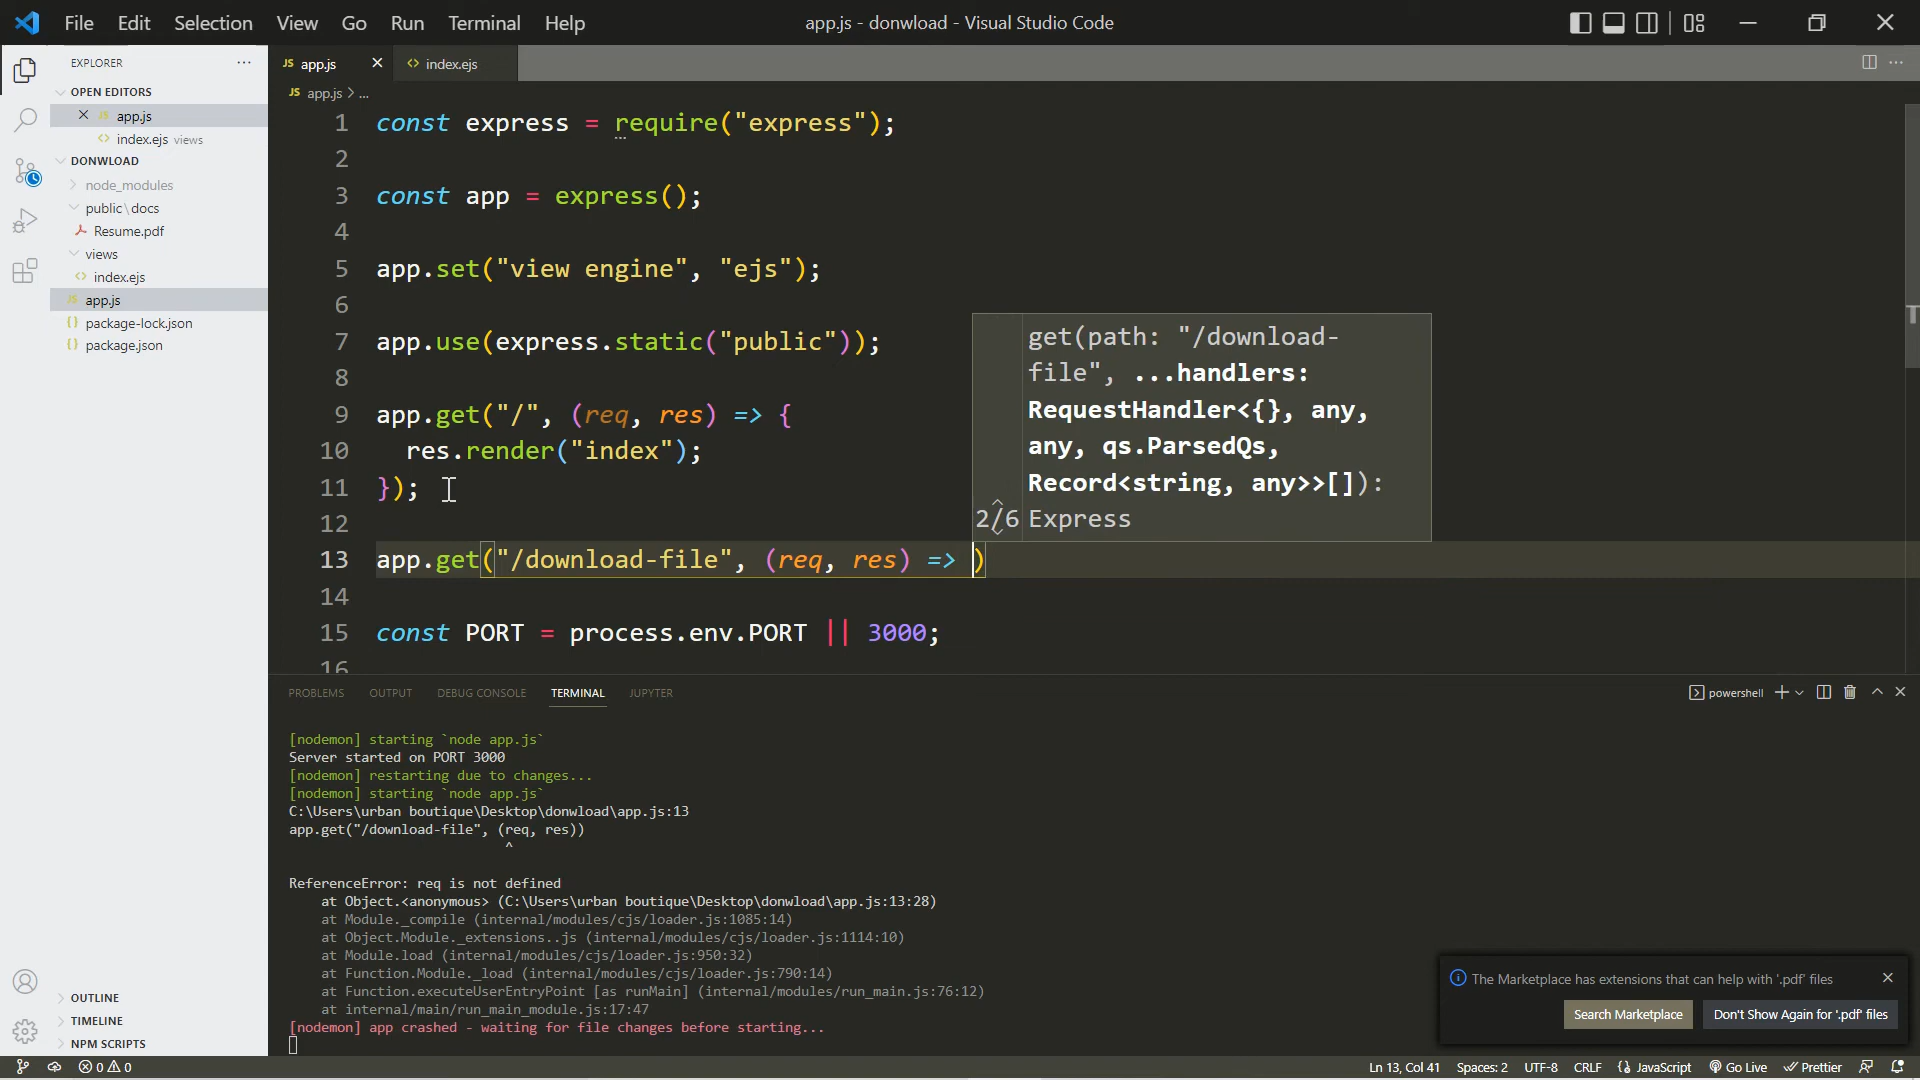 File Edit Selection View Go Run Terminal Help
app.js - donwload - Visual Studio Code
EXPLORER
OPEN EDITORS
app.js
index.ejs views
DONWLOAD
node_modules
public\docs
Resume.pdf
views
index.ejs
app.js
package-lock.json
package.json
OUTLINE
TIMELINE
NPM SCRIPTS
JS app.js
index.ejs
JS app.js > ...
1 const express = require("express");
2
3 const app = express();
4
5 app.set("view engine", "ejs");
6
7 app.use(express.static("public"));
8
9 app.get("/", (req, res) => {
10 res.render("index");
11 });
12
13 app.get("/download-file", (req, res) => )
14
15 const PORT = process.env.PORT || 3000;
16
get(path: "/download-
file", ...handlers:
RequestHandler<{}, any,
any, qs.ParsedQs,
Record<string, any>>[]):
2/6 Express
PROBLEMS OUTPUT DEBUG CONSOLE TERMINAL JUPYTER
powershell
[nodemon] starting `node app.js`
Server started on PORT 3000
[nodemon] restarting due to changes...
[nodemon] starting `node app.js`
C:\Users\urban boutique\Desktop\donwload\app.js:13
app.get("/download-file", (req, res))
^
ReferenceError: req is not defined
at Object.<anonymous> (C:\Users\urban boutique\Desktop\donwload\app.js:13:28)
at Module._compile (internal/modules/cjs/loader.js:1085:14)
at Object.Module._extensions..js (internal/modules/cjs/loader.js:1114:10)
at Module.load (internal/modules/cjs/loader.js:950:32)
at Function.Module._load (internal/modules/cjs/loader.js:790:14)
at Function.executeUserEntryPoint [as runMain] (internal/modules/run_main.js:76:12)
at internal/main/run_main_module.js:17:47
[nodemon] app crashed - waiting for file changes before starting...
The Marketplace has extensions that can help with '.pdf' files
Search Marketplace
Don't Show Again for '.pdf' files
0 0
Ln 13, Col 41 Spaces: 2 UTF-8 CRLF JavaScript Go Live Prettier